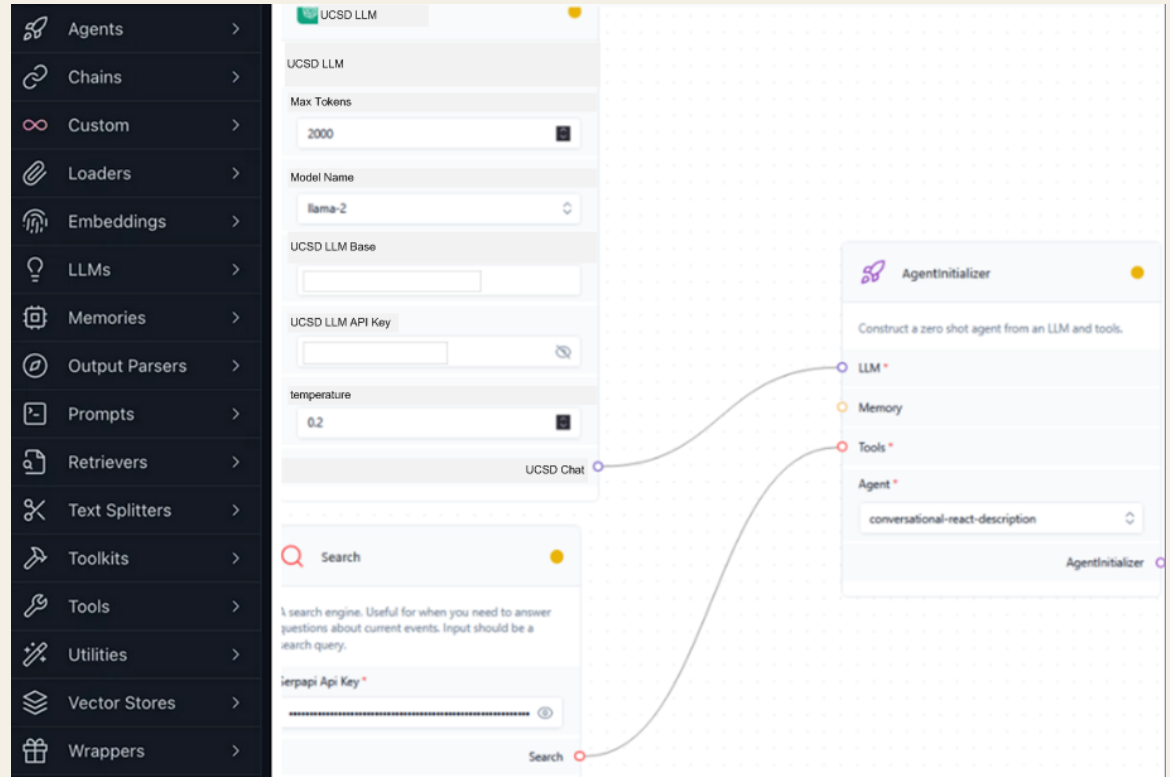 Agents
Chains
Custom
Loaders
Embeddings
LLMs
Memories
Output Parsers
Prompts
Retrievers
Text Splitters
Toolkits
Tools
Utilities
Vector Stores
Wrappers
UCSD LLM
UCSD LLM
Max Tokens
2000
Model Name
llama-2
UCSD LLM Base
UCSD LLM API Key
temperature
0.2
UCSD Chat
Search
A search engine. Useful for when you need to answer
questions about current events. Input should be a
search query.
Serpapi Api Key *
Search
AgentInitializer
Construct a zero shot agent from an LLM and tools.
LLM *
Memory
Tools *
Agent *
conversational-react-description
AgentInitializer